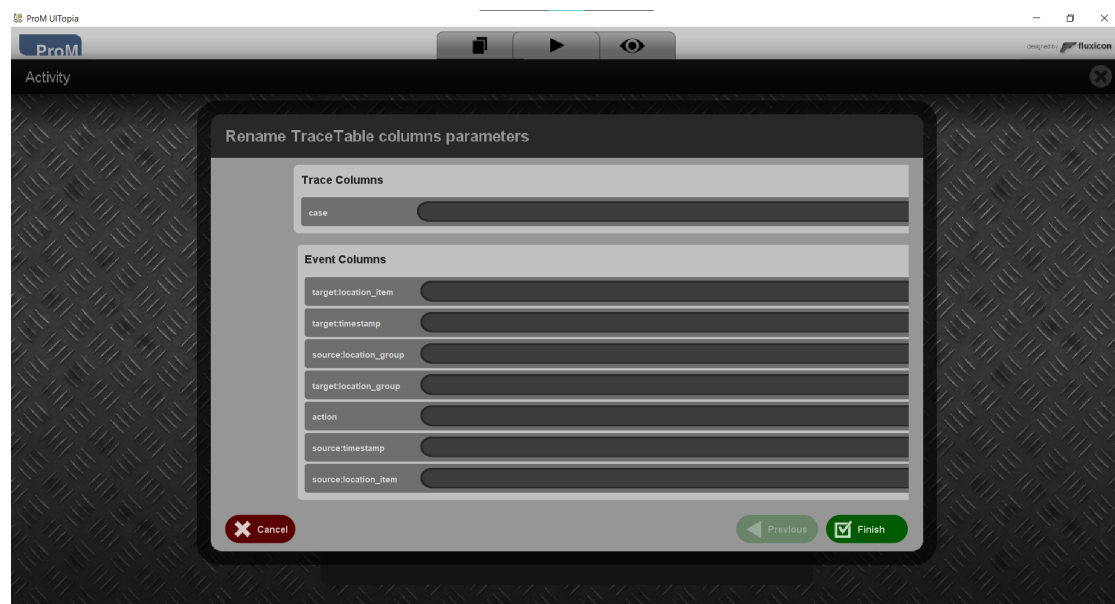 ProM UITopia
ProM
designed by fluxicon
Activity
Rename TraceTable columns parameters
Trace Columns
case
Event Columns
target:location_item
target:timestamp
source:location_group
target:location_group
action
source:timestamp
source:location_item
Cancel
Previous
Finish